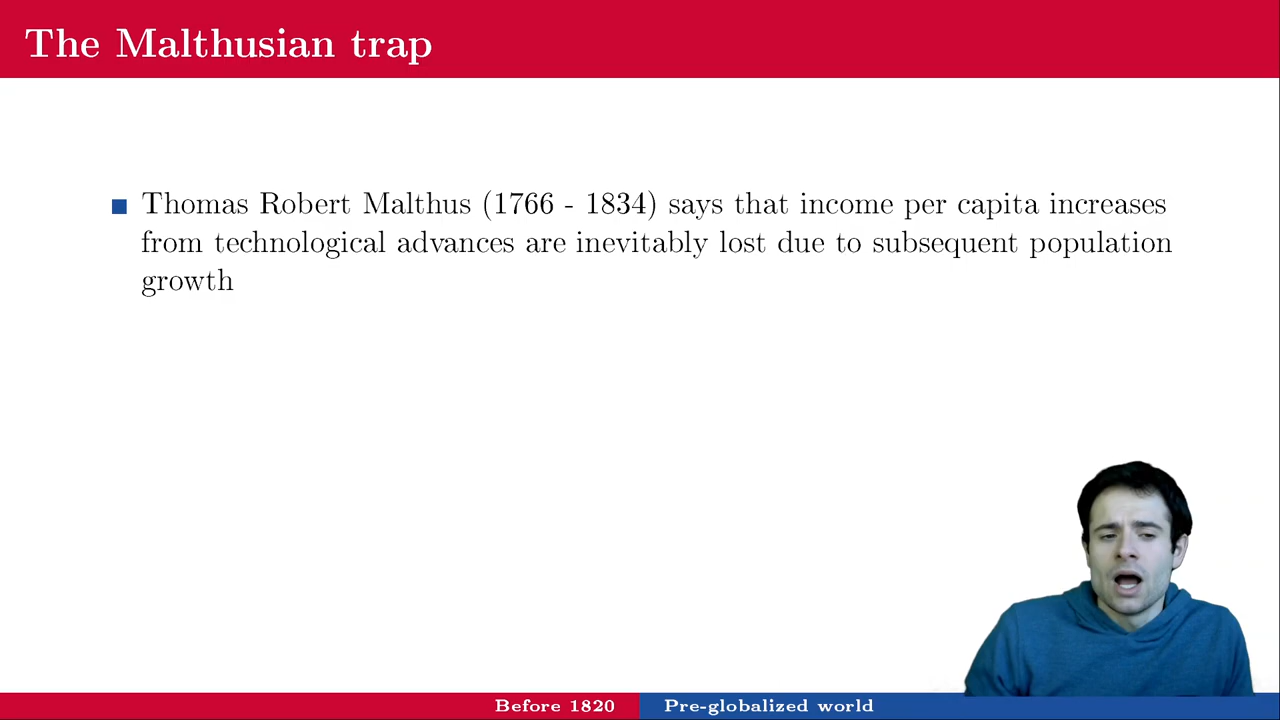 The Malthusian trap
Thomas Robert Malthus (1766 - 1834) says that income per capita increases
from technological advances are inevitably lost due to subsequent population
growth
Before 1820
Pre-globalized world